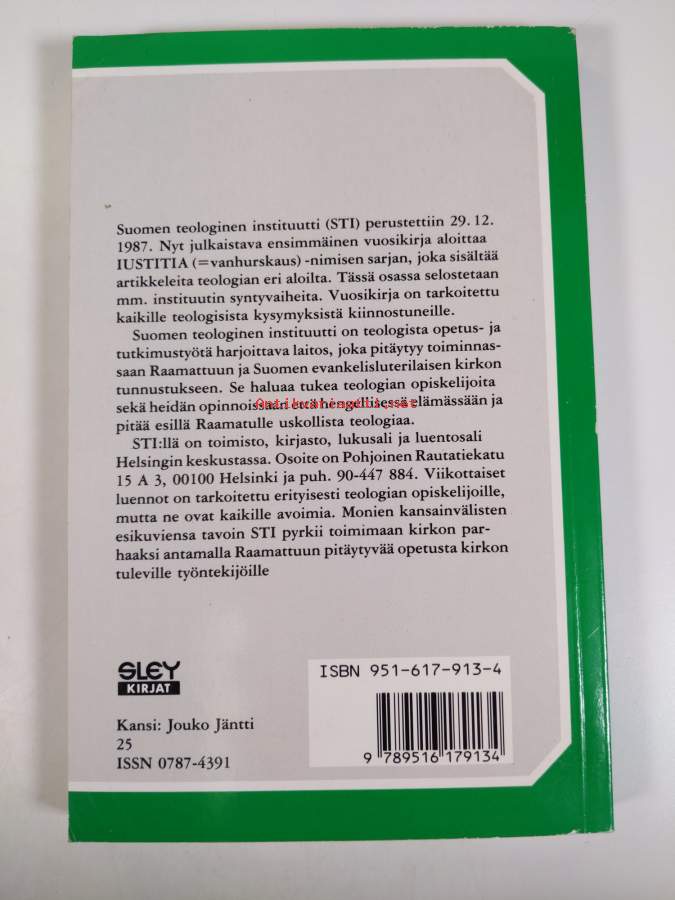 Suomen teologinen instituutti (STI) perustettiin 29. 12.
1987. Nyt julkaistava ensimmäinen vuosikirja aloittaa
IUSTITIA (=vanhurskaus) -nimisen sarjan, joka sisältää
artikkeleita teologian eri aloilta. Tässä osassa selostetaan
mm. instituutin syntyvaiheita. Vuosikirja on tarkoitettu
kaikille teologisista kysymyksistä kiinnostuneille.
Suomen teologinen instituutti on teologista opetus- ja
tutkimustyötä harjoittava laitos, joka pitäytyy toiminnas-
saan Raamattuun ja Suomen evankelisluterilaisen kirkon
tunnustukseen. Se haluaa tukea teologian opiskelijoita
sekä heidän opinnoissaan että hengellisessä elämässään ja
pitää esillä Raamatulle uskollista teologiaa.
STI:llä on toimisto, kirjasto, lukusali ja luentosali
Helsingin keskustassa. Osoite on Pohjoinen Rautatiekatu
15 A 3, 00100 Helsinki ja puh. 90-447 884. Viikottaiset
luennot on tarkoitettu erityisesti teologian opiskelijoille,
mutta ne ovat kaikille avoimia. Monien kansainvälisten
esikuviensa tavoin STI pyrkii toimimaan kirkon par-
haaksi antamalla Raamattuun pitäytyvää opetusta kirkon
tuleville työntekijöille
Antikvariaatti.net
SLEY
KIRJAT
Kansi: Jouko Jäntti
25
ISSN 0787-4391
ISBN 951-617-913-4
9 789516 179134